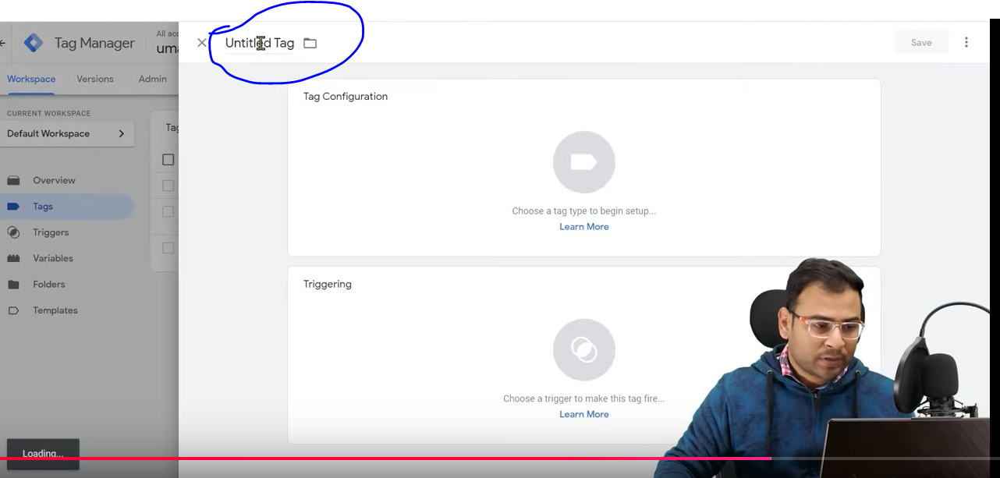 Tag Manager
All acc
uma
Untitled Tag
Save
Workspace Versions Admin
CURRENT WORKSPACE
Default Workspace
Tag
Overview
Tags
Triggers
Variables
Folders
Templates
Tag Configuration
Choose a tag type to begin setup...
Learn More
Triggering
Choose a trigger to make this tag fire...
Learn More
Loading...